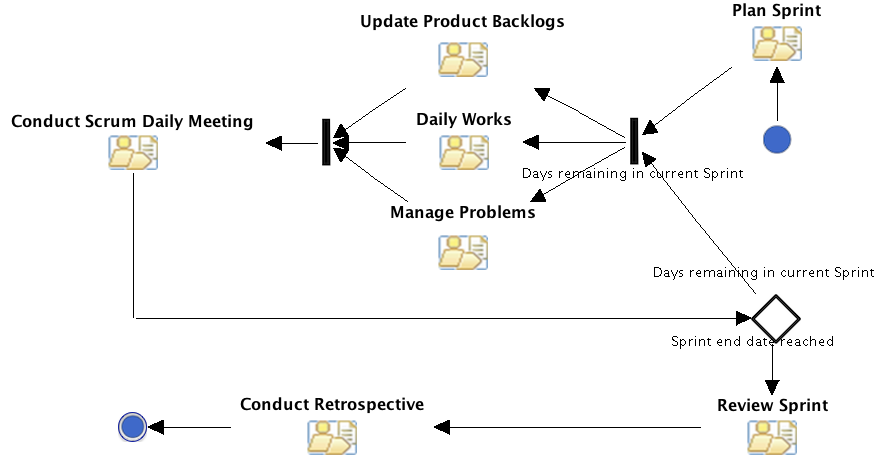 Plan Sprint
Update Product Backlogs
Conduct Scrum Daily Meeting
Daily Works
Days remaining in current Sprint
Manage Problems
Days remaining in current Sprint
Sprint end date reached
Conduct Retrospective
Review Sprint